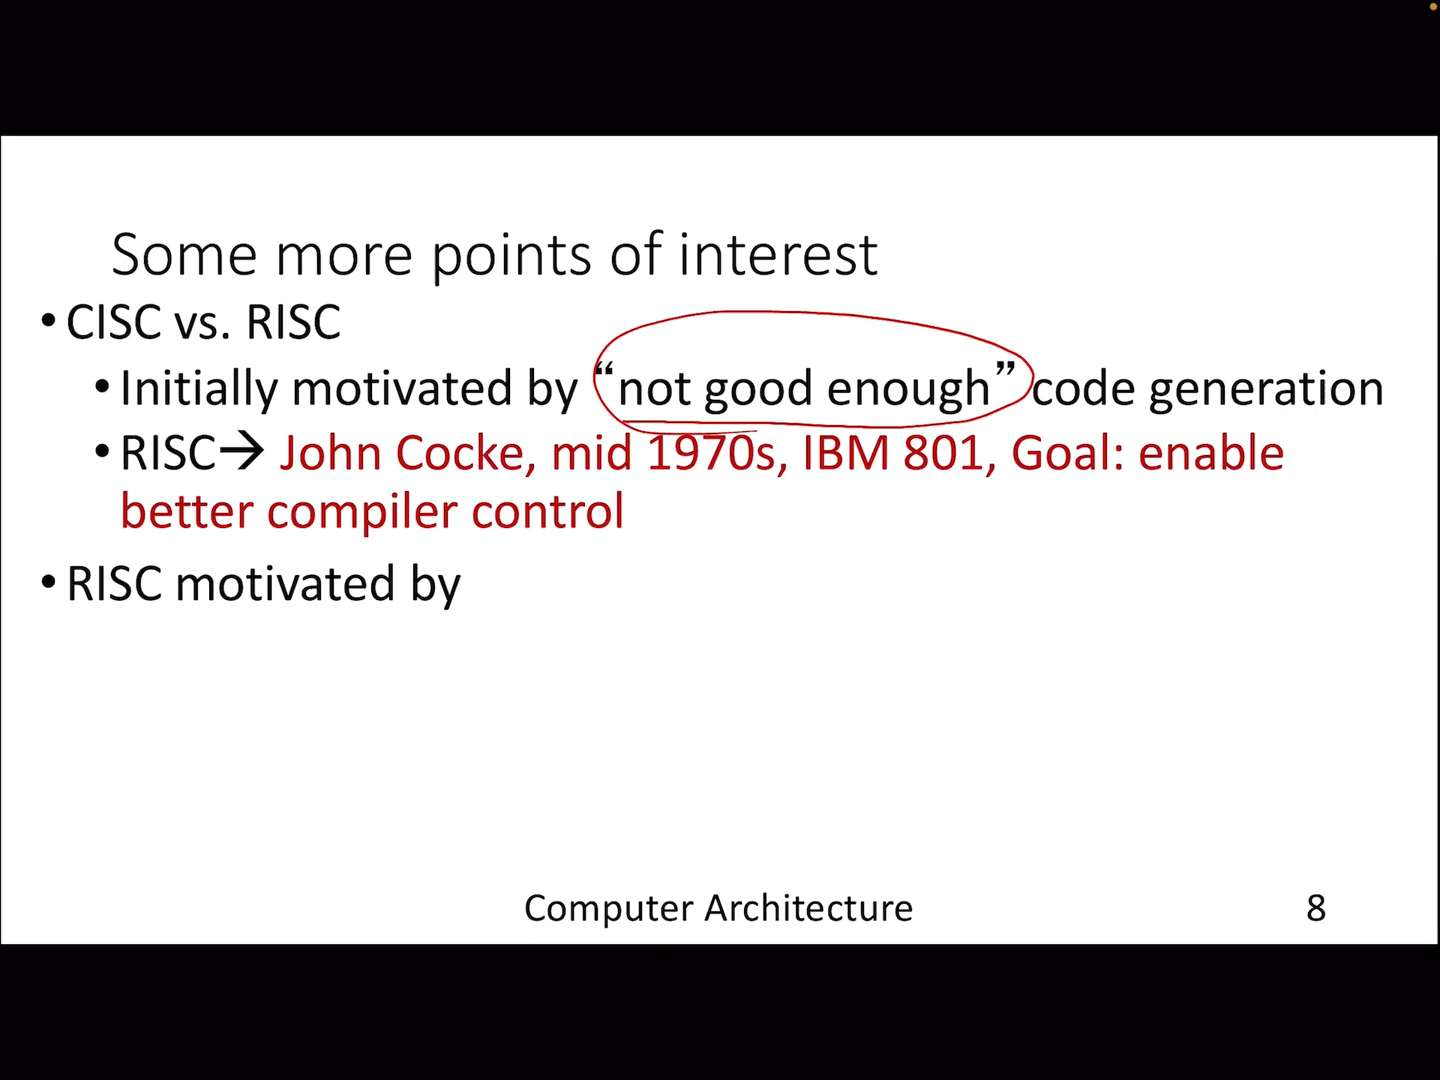 Some more points of interest
• CISC vs. RISC
• Initially motivated by “not good enough” code generation
• RISC→ John Cocke, mid 1970s, IBM 801, Goal: enable
better compiler control
• RISC motivated by
Computer Architecture
8